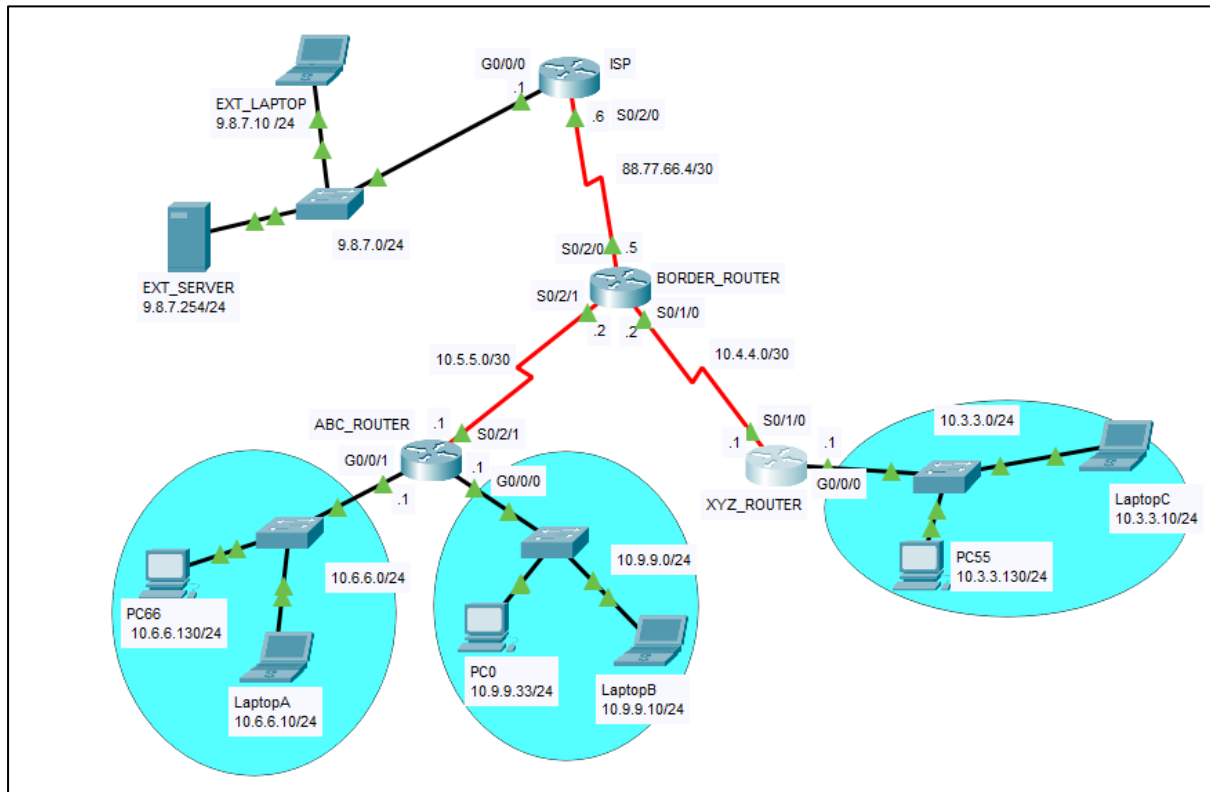 G0/0/0
ISP
.1
EXT_LAPTOP
9.8.7.10 /24
.6
S0/2/0
88.77.66.4/30
9.8.7.0/24
EXT_SERVER
9.8.7.254/24
S0/2/0
.5
BORDER_ROUTER
S0/2/1
S0/1/0
.2
.2
10.5.5.0/30
10.4.4.0/30
ABC_ROUTER
.1
S0/2/1
G0/0/1
.1
.1
G0/0/0
S0/1/0
.1
.1
G0/0/0
XYZ_ROUTER
10.3.3.0/24
LaptopC
10.3.3.10/24
PC55
10.3.3.130/24
10.6.6.0/24
PC66
10.6.6.130/24
LaptopA
10.6.6.10/24
10.9.9.0/24
PC0
10.9.9.33/24
LaptopB
10.9.9.10/24